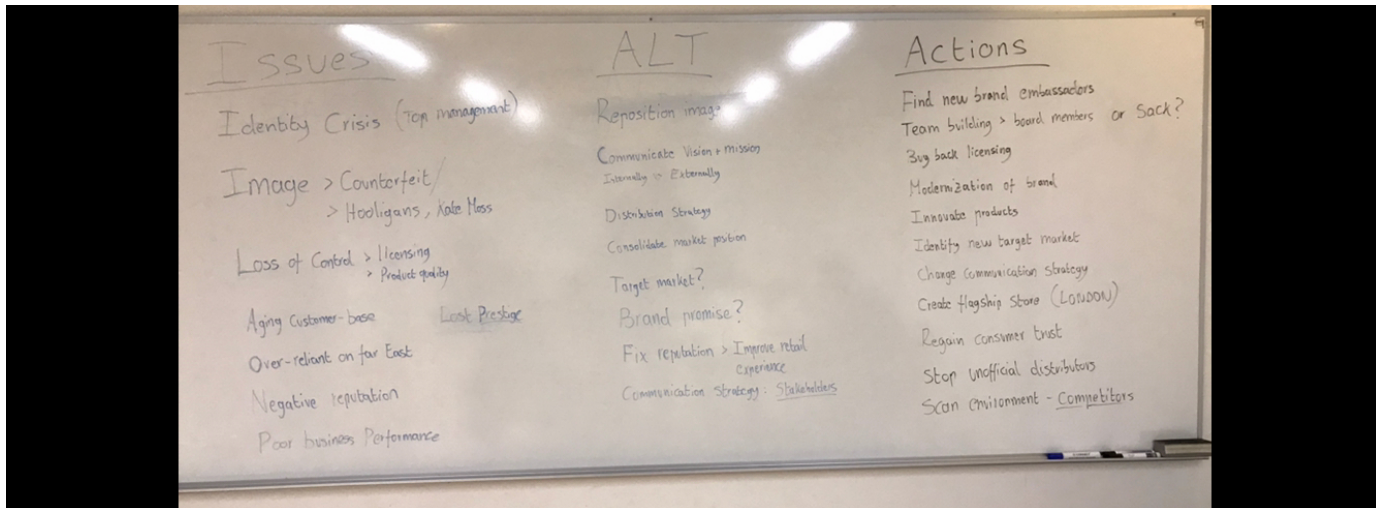 Issues
Identity Crisis (Top management)
Image > Counterfeit/
> Hooligans, Kate Moss
Loss of Control > licensing
> Product quality
Aging Customer-base
Lost Prestige
Over-reliant on far East
Negative reputation
Poor business Performance
ALT
Reposition image
Communicate Vision + mission
Internally > Externally
Distribution Strategy
Consolidate market position
Target market?
Brand promise?
Fix reputation > Improve retail
experience
Communication Strategy: Stakeholders
Actions
Find new brand embassadors
Team building > board members or Sack?
Buy back licensing
Modernization of brand
Innovate products
Identify new target market
Change communication strategy
Create flagship store (LONDON)
Regain consumer trust
Stop unofficial distributors
Scan environment - Competitors